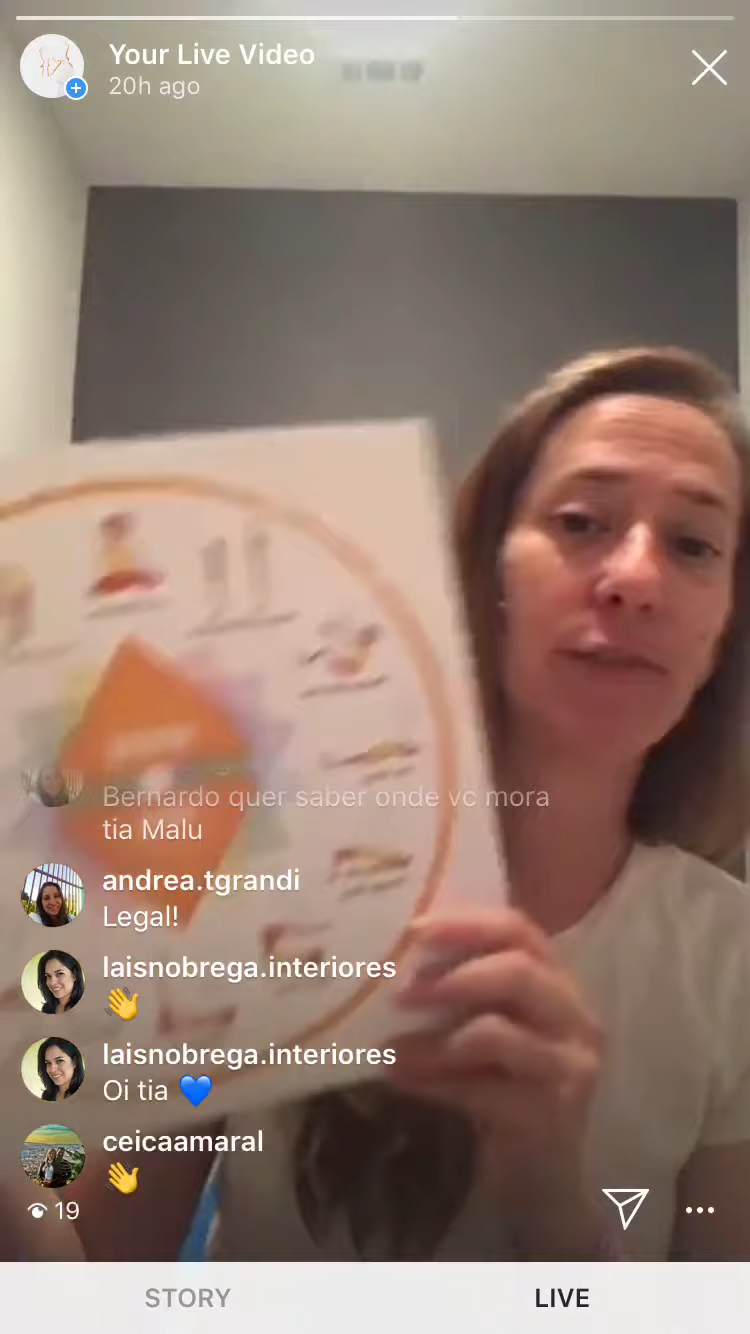 Your Live Video
20h ago
Bernardo quer saber onde vc mora
tia Malu
andrea.tgrandi
Legal!
laisnobrega.interiores
👋
laisnobrega.interiores
Oi tia 💙
ceicaamaral
👋
19
STORY
LIVE